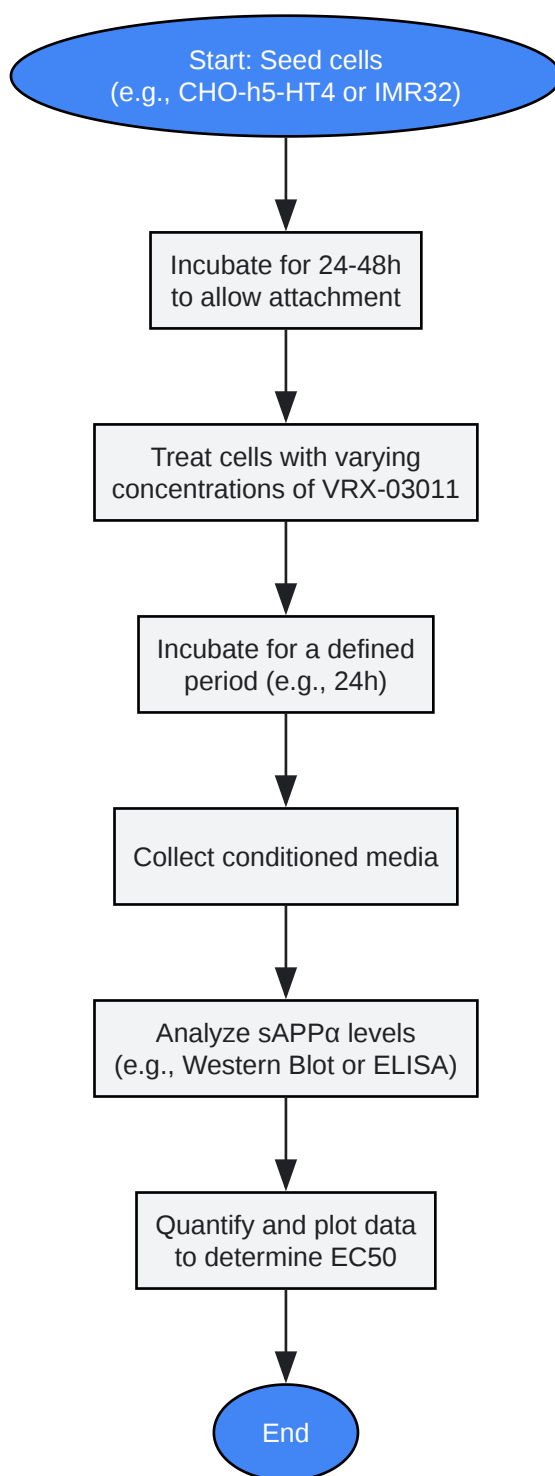 Start: Seed cells
(e.g., CHO-h5-HT4 or IMR32)
Incubate for 24-48h
to allow attachment
Treat cells with varying
concentrations of VRX-03011
Incubate for a defined
period (e.g., 24h)
Collect conditioned media
Analyze sAPPα levels
(e.g., Western Blot or ELISA)
Quantify and plot data
to determine EC50
End